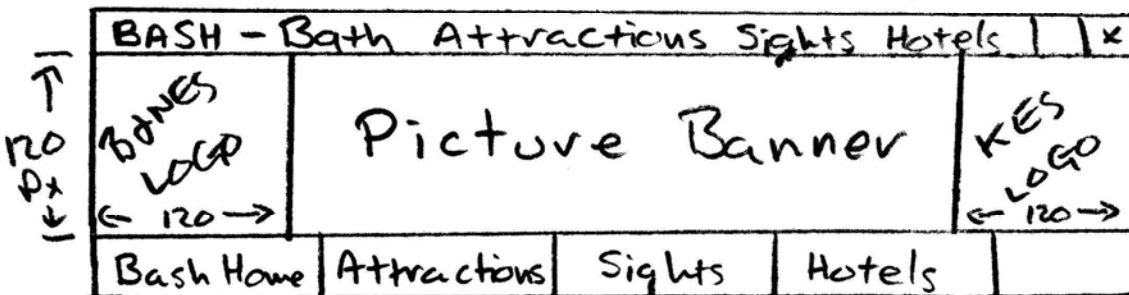 BASH - Bath Attractions Sights Hotels x
120 px
BANES LOGO
120
Picture Banner
KES LOGO
120
Bash Home Attractions Sights Hotels